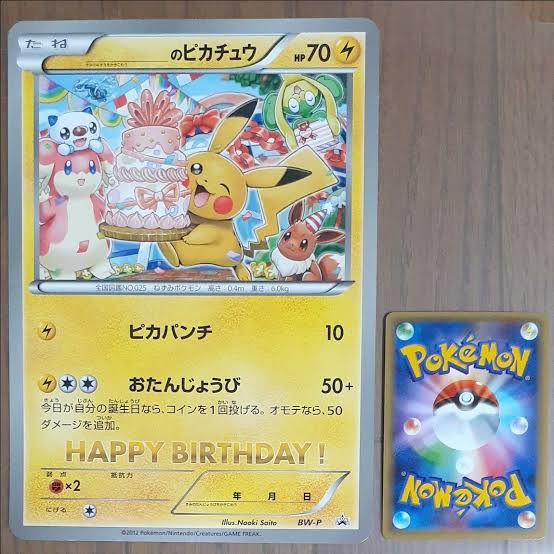 たね
のピカチュウ HP70
全国図鑑NO.025 ねずみポケモン 高さ:0.4m 重さ:6.0kg
ピカパンチ 10
おたんじょうび 50+
今日が自分の誕生日なら、コインを1回投げる。オモテなら、50
ダメージを追加。
HAPPY BIRTHDAY!
弱点 抵抗力
×2
年 月 日
にげる
Illus. Naoki Saito BW-P
©2012 Pokémon/Nintendo/Creatures/GAME FREAK.
POKéMON
POKéMON